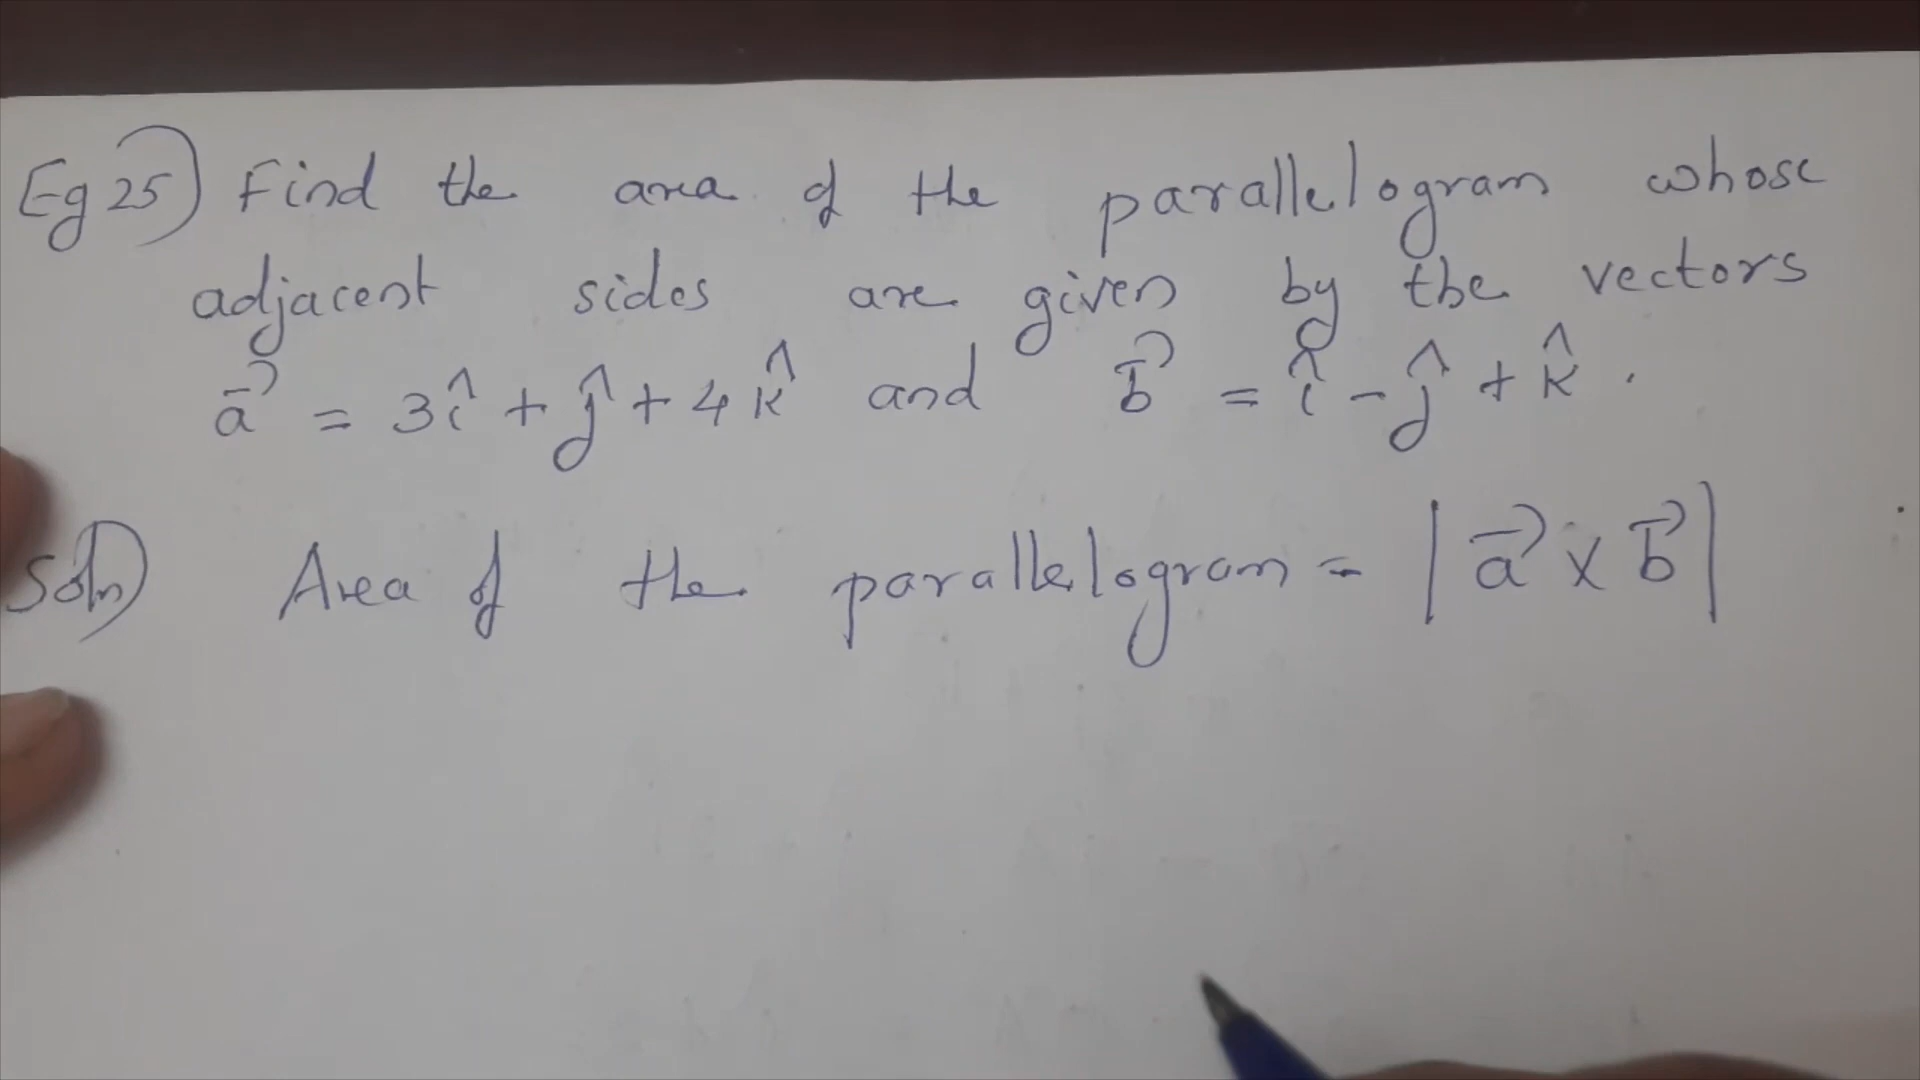 Eg 25) Find the area of the parallelogram whose
adjacent sides are given by the vectors
a⃗ = 3î + ĵ + 4k̂ and b⃗ = î - ĵ + k̂ .
Soln) Area of the parallelogram = | a⃗ × b⃗ |